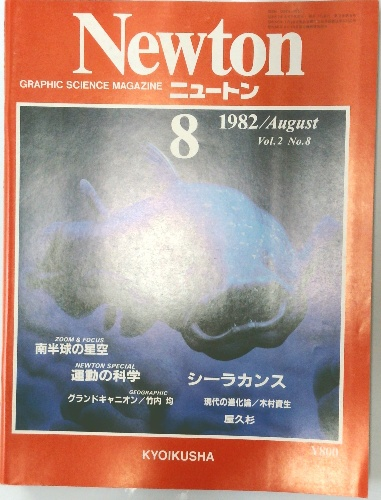 Newton
GRAPHIC SCIENCE MAGAZINE ニュートン
8
1982/August
Vol.2 No.8
ZOOM & FOCUS
南半球の星空
NEWTON SPECIAL
運動の科学
GEOGRAPHIC
グランドキャニオン/竹内 均
シーラカンス
現代の進化論/木村資生
屋久杉
KYOIKUSHA
¥800